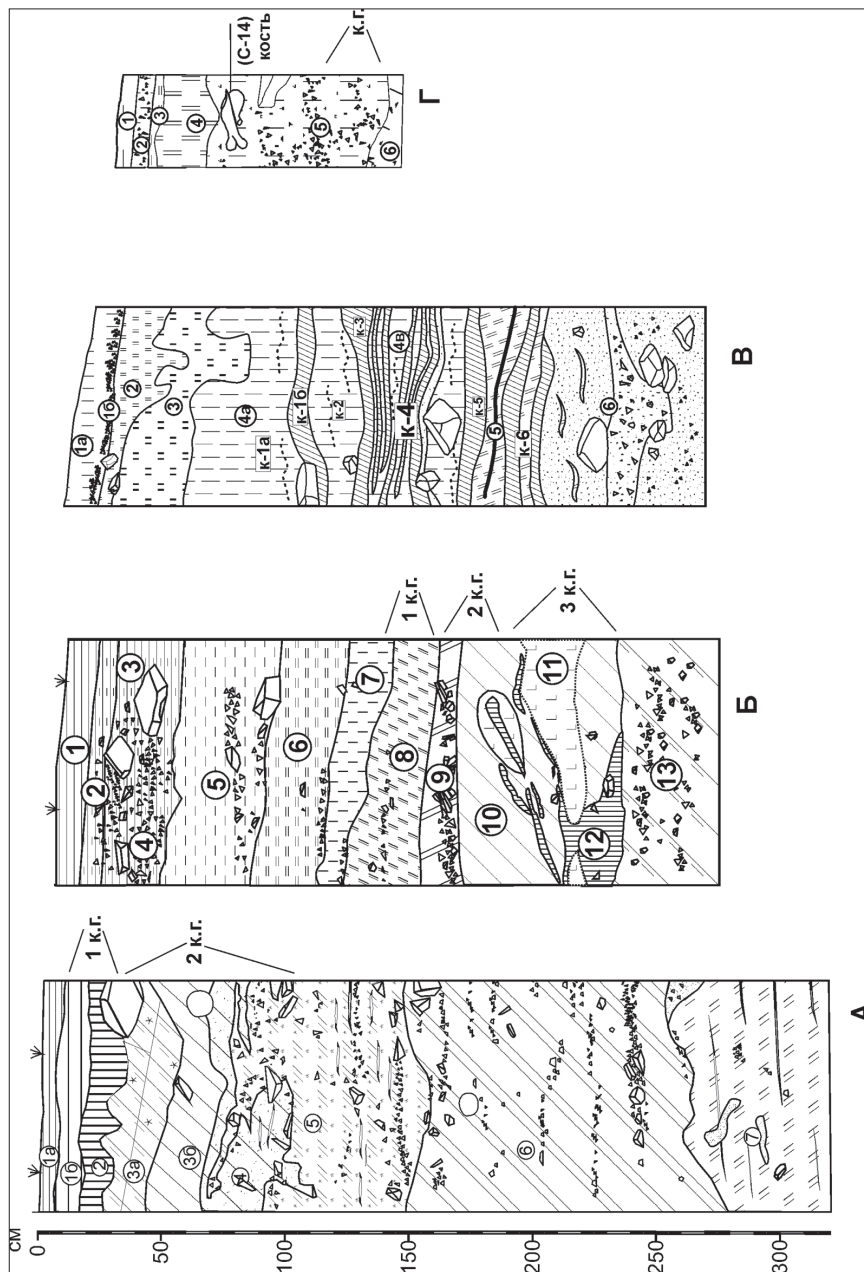 см
0
50
100
150
200
250
300
А
1а
1б
2
3а
3б
4
5
6
7
1 к.г.
2 к.г.
Б
1
2
3
4
5
6
7
8
9
10
11
12
13
1 к.г.
2 к.г.
3 к.г.
В
1а
1б
2
3
4а
к-1а
к-1б
к-2
к-3
4в
к-4
к-5
5
к-6
6
Г
1
2
3
4
5
6
(С-14)
кость
к.г.